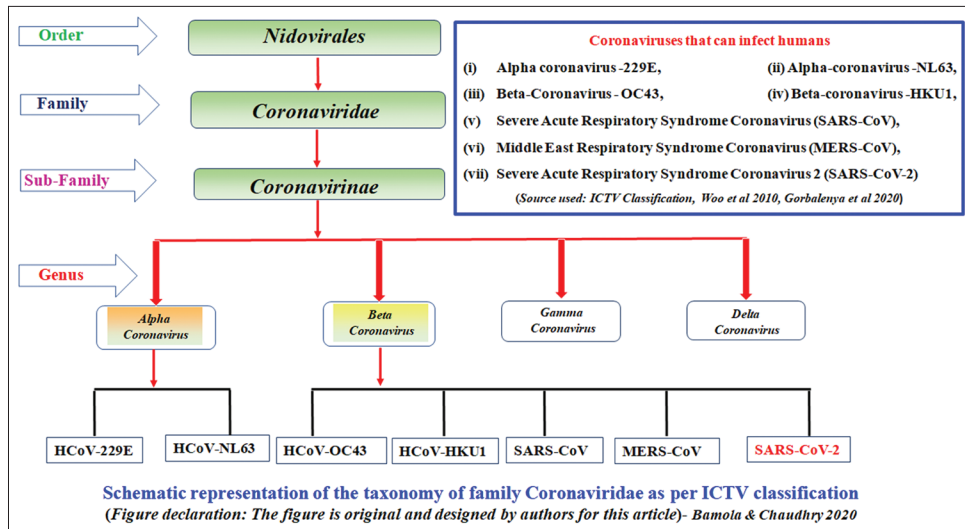 Order
Nidovirales
Family
Coronaviridae
Sub-Family
Coronavirinae
Coronaviruses that can infect humans
(i) Alpha coronavirus -229E, (ii) Alpha-coronavirus -NL63,
(iii) Beta-Coronavirus - OC43, (iv) Beta-coronavirus -HKU1,
(v) Severe Acute Respiratory Syndrome Coronavirus (SARS-CoV),
(vi) Middle East Respiratory Syndrome Coronavirus (MERS-CoV),
(vii) Severe Acute Respiratory Syndrome Coronavirus 2 (SARS-CoV-2)
(Source used: ICTV Classification, Woo et al 2010, Gorbalenya et al 2020)
Genus
Alpha
Coronavirus
Beta
Coronavirus
Gamma
Coronavirus
Delta
Coronavirus
HCoV-229E
HCoV-NL63
HCoV-OC43
HCoV-HKU1
SARS-CoV
MERS-CoV
SARS-CoV-2
Schematic representation of the taxonomy of family Coronaviridae as per ICTV classification
(Figure declaration: The figure is original and designed by authors for this article)- Bamola & Chaudhry 2020